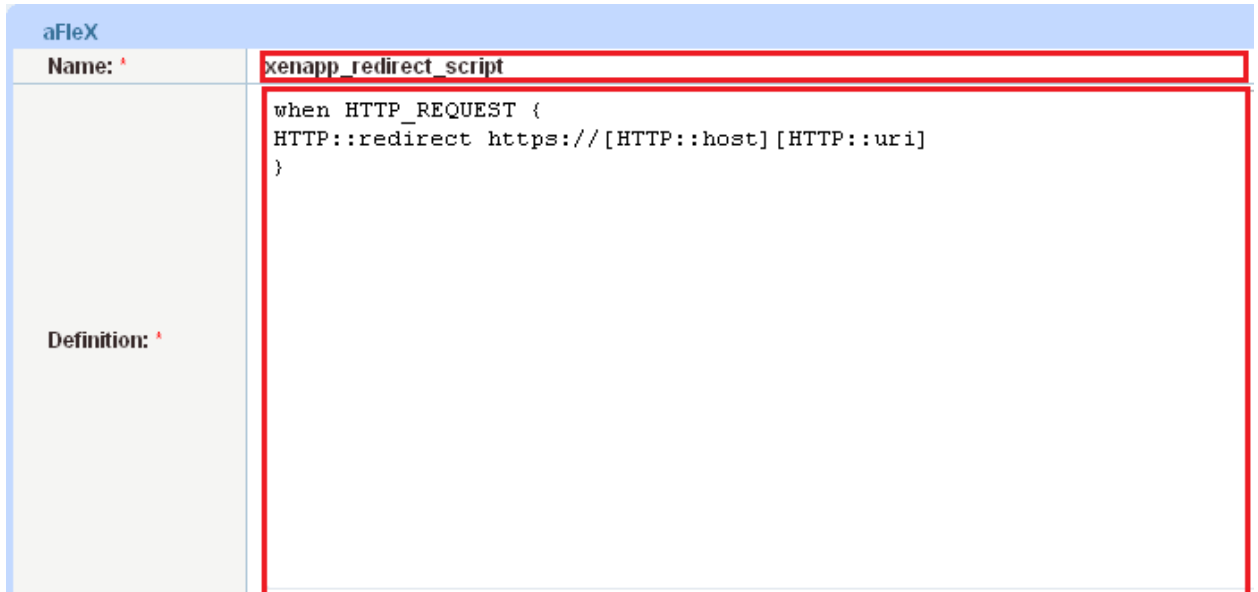 aFleX
Name: *
xenapp_redirect_script
when HTTP_REQUEST {
HTTP::redirect https://[HTTP::host][HTTP::uri]
}
Definition: *